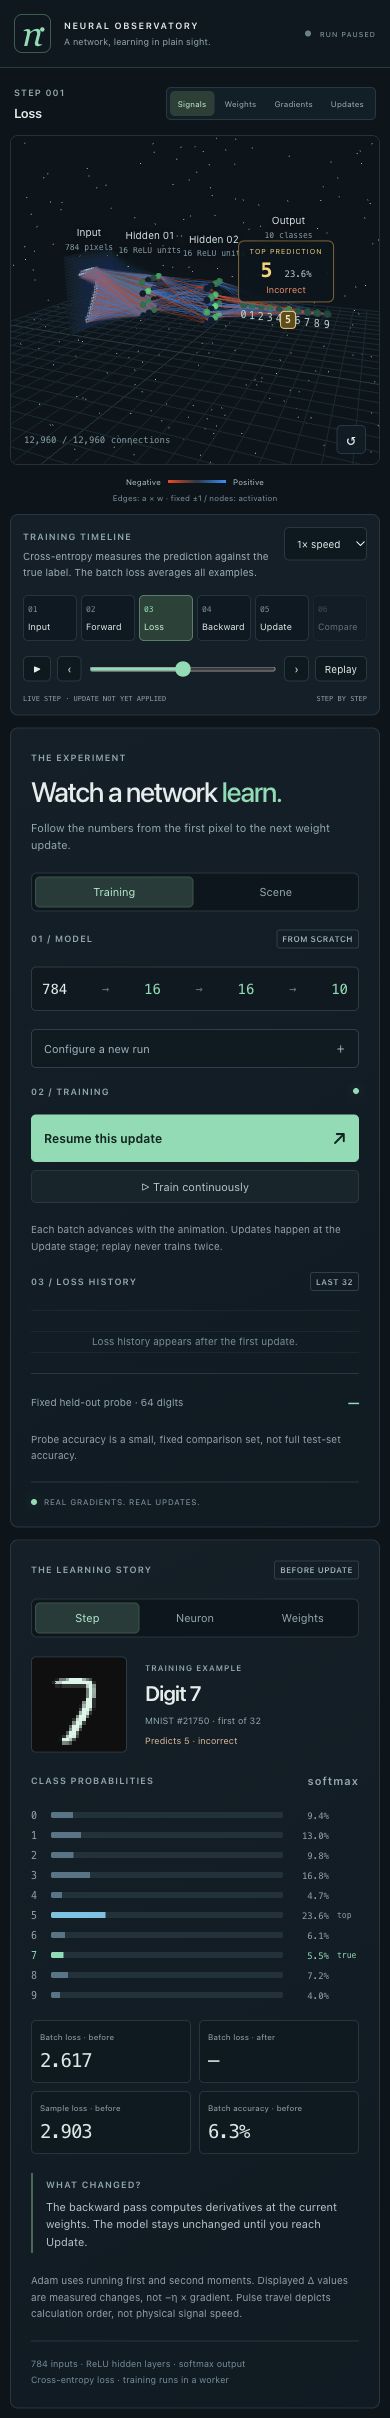 n
NEURAL OBSERVATORY
A network, learning in plain sight.
RUN PAUSED
STEP 001
Loss
Signals
Weights
Gradients
Updates
Input
784 pixels
Hidden 01
16 ReLU units
Hidden 02
16 ReLU unit
Output
10 classes
TOP PREDICTION
5 23.6%
Incorrect
0 1 2 3 4 5 6 7 8 9
12,960 / 12,960 connections
↺
Negative
Positive
Edges: a × w · fixed ±1 / nodes: activation
TRAINING TIMELINE
Cross-entropy measures the prediction against the
true label. The batch loss averages all examples.
1× speed
01
Input
02
Forward
03
Loss
04
Backward
05
Update
06
Compare
▶
‹
›
Replay
LIVE STEP · UPDATE NOT YET APPLIED
STEP BY STEP
THE EXPERIMENT
Watch a network learn.
Follow the numbers from the first pixel to the next weight
update.
Training
Scene
01 / MODEL
FROM SCRATCH
784 → 16 → 16 → 10
Configure a new run +
02 / TRAINING
Resume this update ↗
▷ Train continuously
Each batch advances with the animation. Updates happen at the
Update stage; replay never trains twice.
03 / LOSS HISTORY
LAST 32
Loss history appears after the first update.
Fixed held-out probe · 64 digits —
Probe accuracy is a small, fixed comparison set, not full test-set
accuracy.
REAL GRADIENTS. REAL UPDATES.
THE LEARNING STORY
BEFORE UPDATE
Step
Neuron
Weights
7
TRAINING EXAMPLE
Digit 7
MNIST #21750 · first of 32
Predicts 5 · incorrect
CLASS PROBABILITIES
softmax
0 9.4%
1 13.0%
2 9.8%
3 16.8%
4 4.7%
5 23.6% top
6 6.1%
7 5.5% true
8 7.2%
9 4.0%
Batch loss · before
2.617
Batch loss · after
—
Sample loss · before
2.903
Batch accuracy · before
6.3%
WHAT CHANGED?
The backward pass computes derivatives at the current
weights. The model stays unchanged until you reach
Update.
Adam uses running first and second moments. Displayed Δ values
are measured changes, not −η × gradient. Pulse travel depicts
calculation order, not physical signal speed.
784 inputs · ReLU hidden layers · softmax output
Cross-entropy loss · training runs in a worker